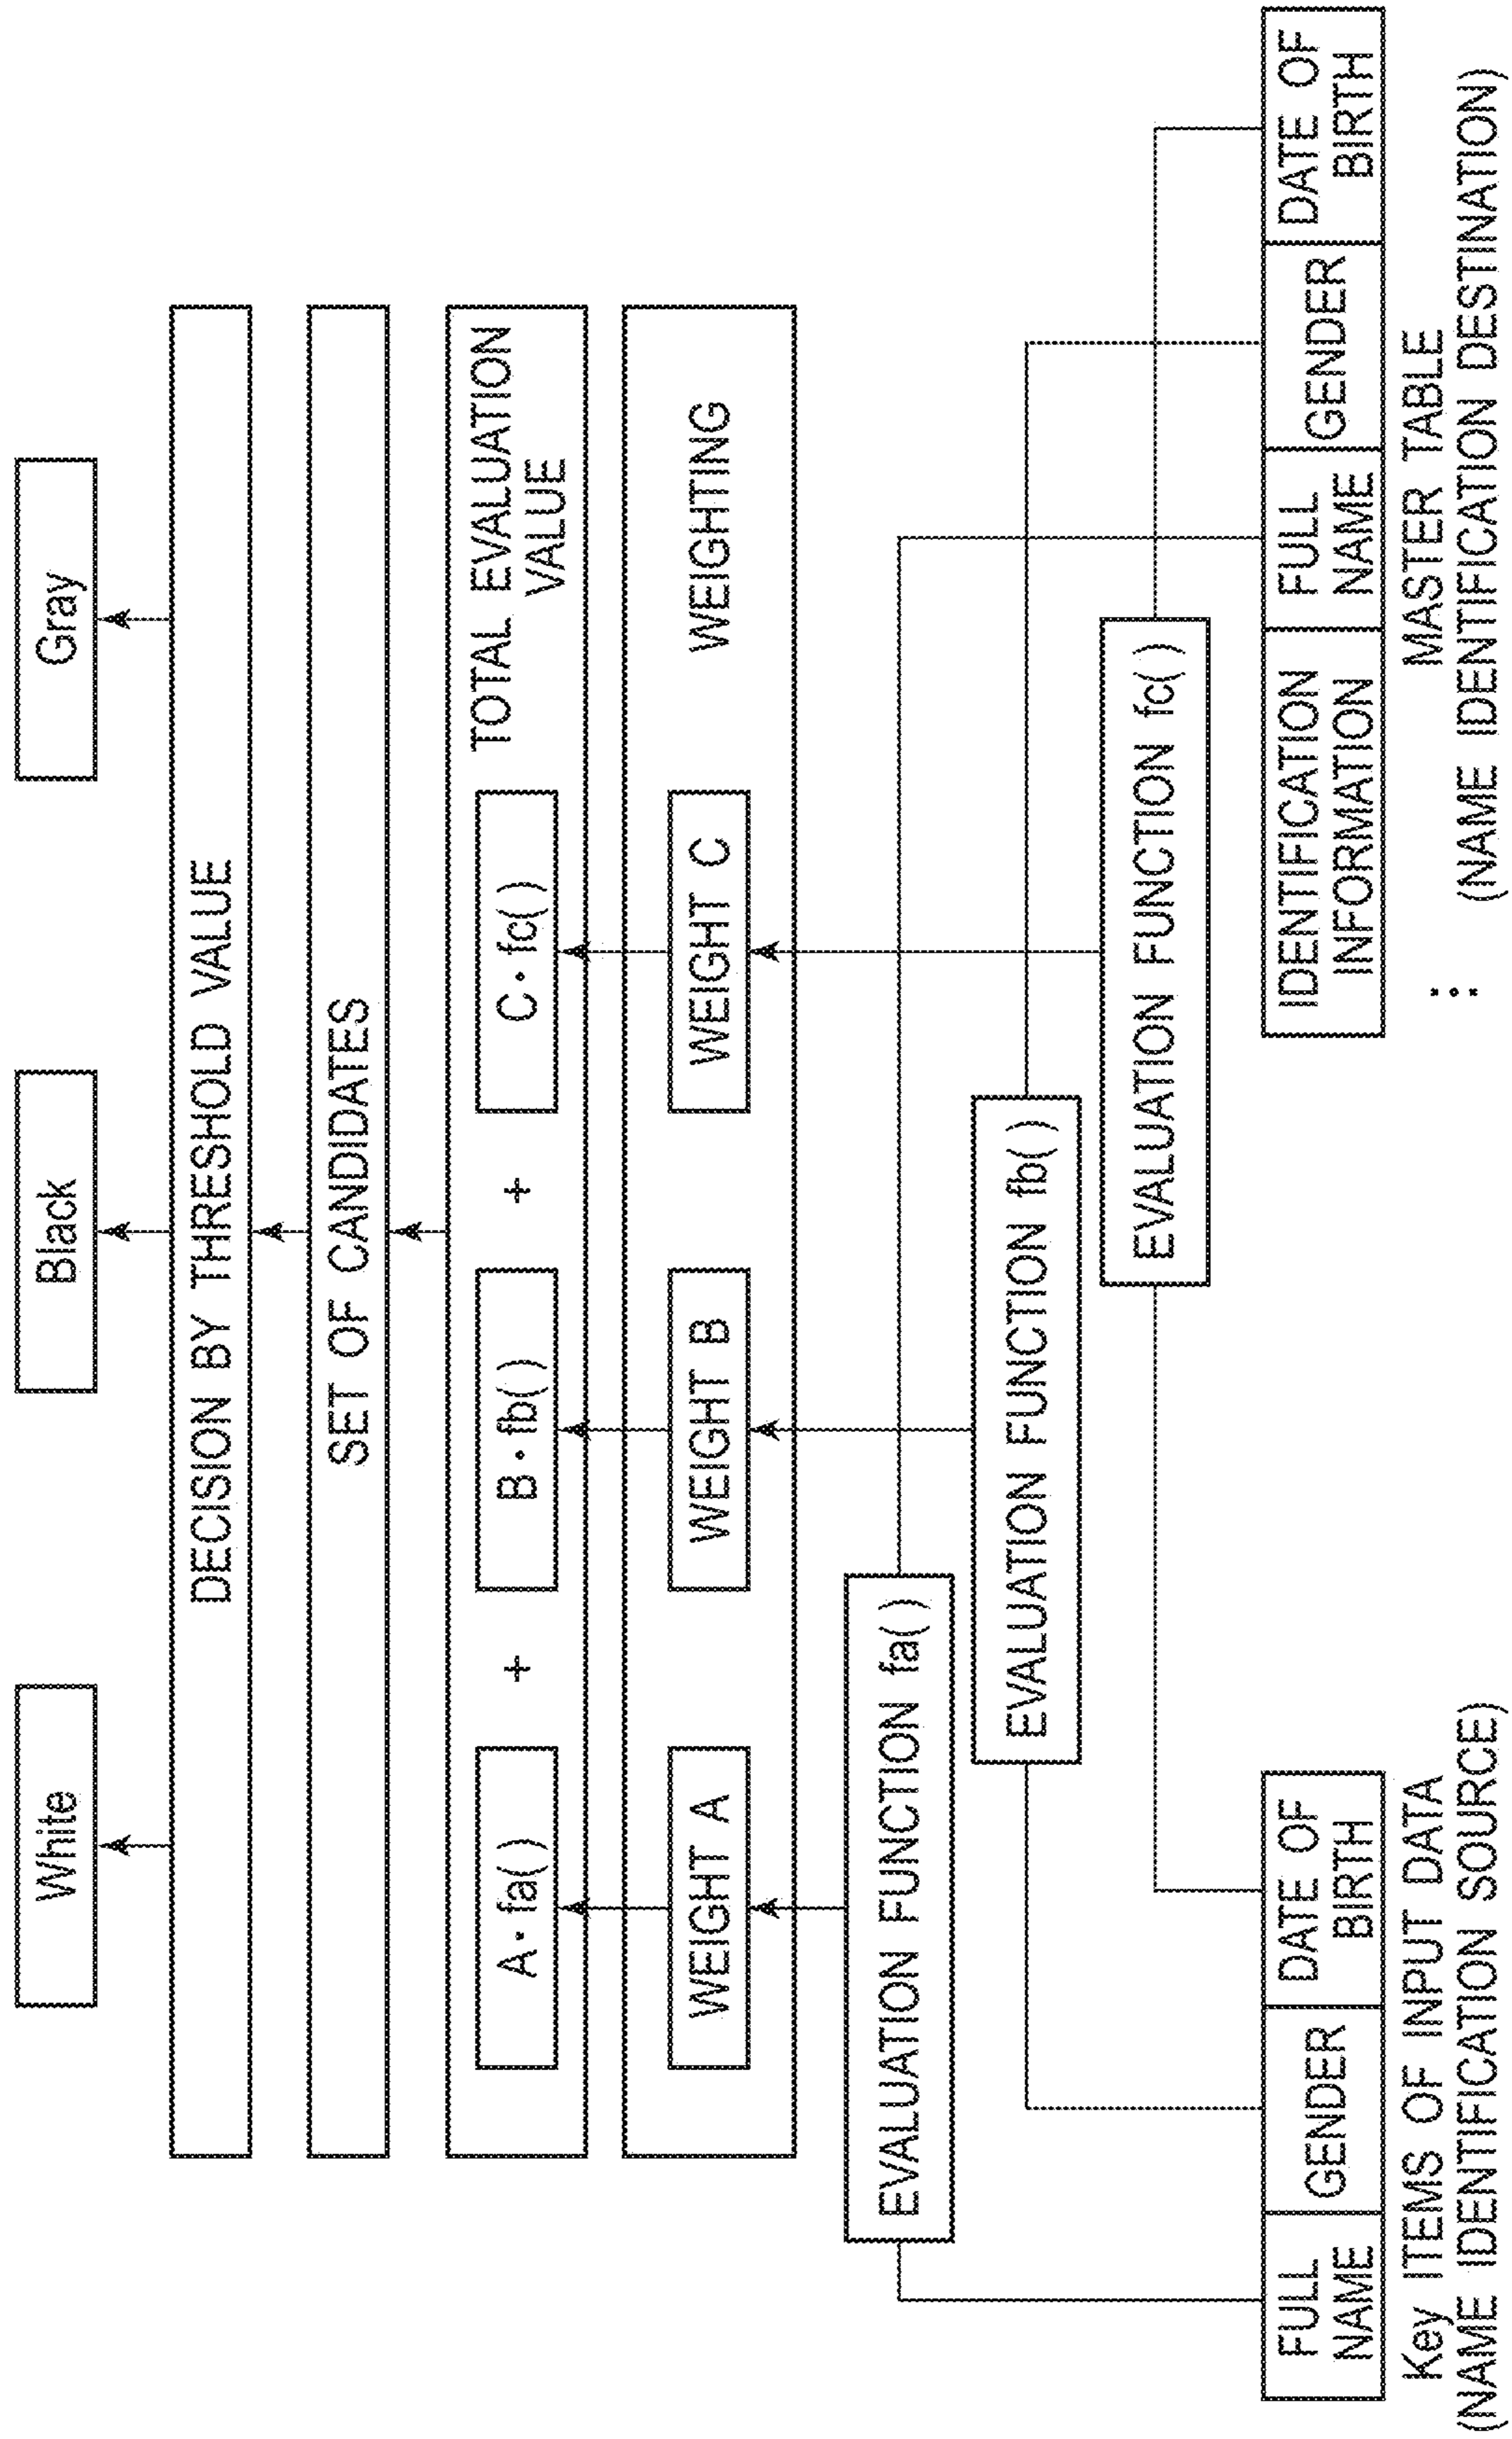 White
Black
Gray
DECISION BY THRESHOLD VALUE
SET OF CANDIDATES
A · fa( )
+
B · fb( )
+
C · fc( )
TOTAL EVALUATION
VALUE
WEIGHT A
WEIGHT B
WEIGHT C
WEIGHTING
EVALUATION FUNCTION fa( )
EVALUATION FUNCTION fb( )
EVALUATION FUNCTION fc( )
FULL
NAME
GENDER
DATE OF
BIRTH
Key ITEMS OF INPUT DATA
(NAME IDENTIFICATION SOURCE)
IDENTIFICATION
INFORMATION
FULL
NAME
GENDER
DATE OF
BIRTH
MASTER TABLE
(NAME IDENTIFICATION DESTINATION)